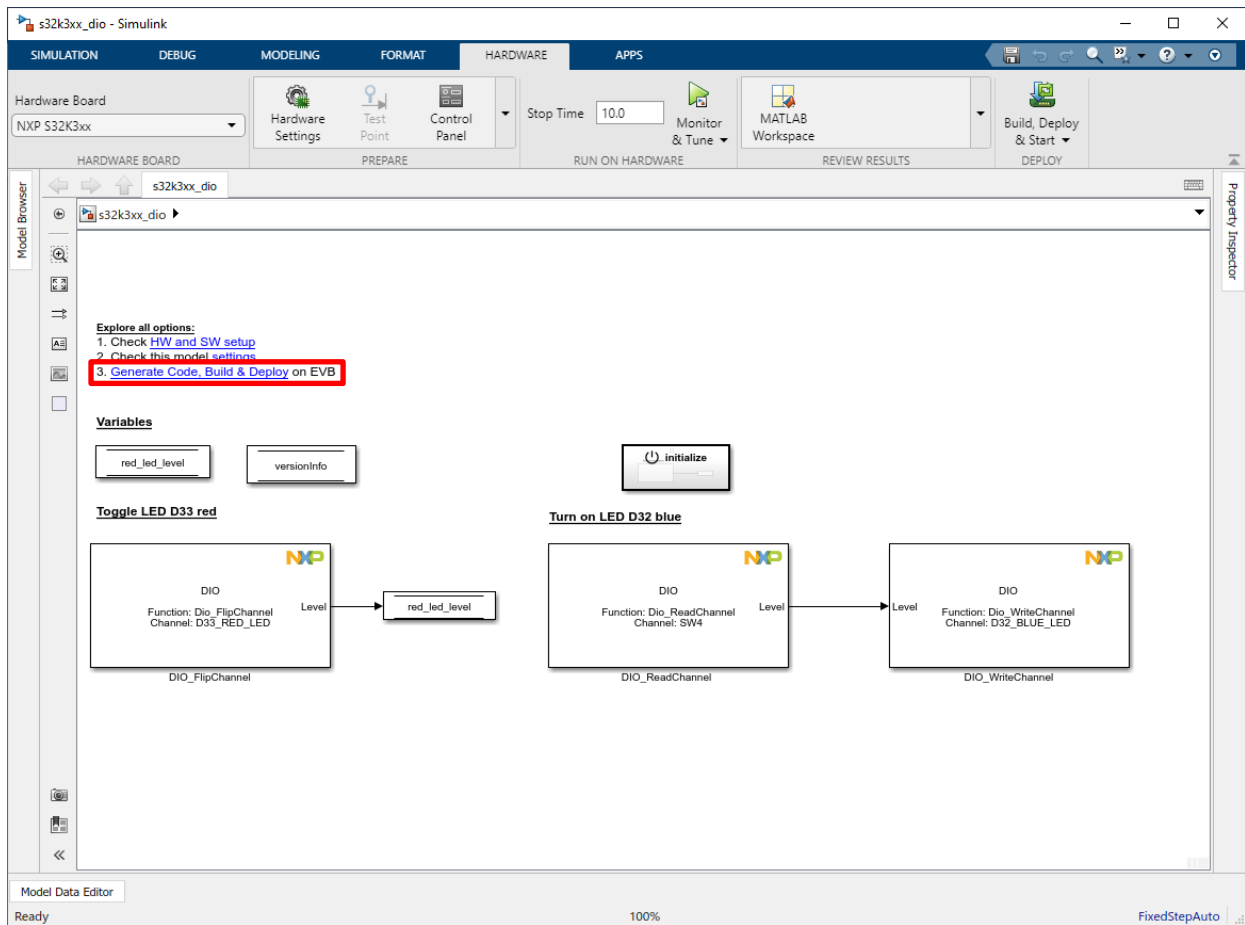 s32k3xx_dio - Simulink
SIMULATION DEBUG MODELING FORMAT HARDWARE APPS
Hardware Board
NXP S32K3xx
HARDWARE BOARD
Hardware
Settings
Test
Point
Control
Panel
PREPARE
Stop Time 10.0
Monitor
& Tune
RUN ON HARDWARE
MATLAB
Workspace
REVIEW RESULTS
Build, Deploy
& Start
DEPLOY
Model Browser
s32k3xx_dio
s32k3xx_dio
Property Inspector
Explore all options:
1. Check HW and SW setup
2. Check this model settings
3. Generate Code, Build & Deploy on EVB
Variables
red_led_level
versionInfo
initialize
Toggle LED D33 red
Turn on LED D32 blue
NXP
DIO
Function: Dio_FlipChannel
Channel: D33_RED_LED
Level
DIO_FlipChannel
red_led_level
NXP
DIO
Function: Dio_ReadChannel
Channel: SW4
Level
DIO_ReadChannel
NXP
Level
DIO
Function: Dio_WriteChannel
Channel: D32_BLUE_LED
DIO_WriteChannel
Model Data Editor
Ready 100% FixedStepAuto